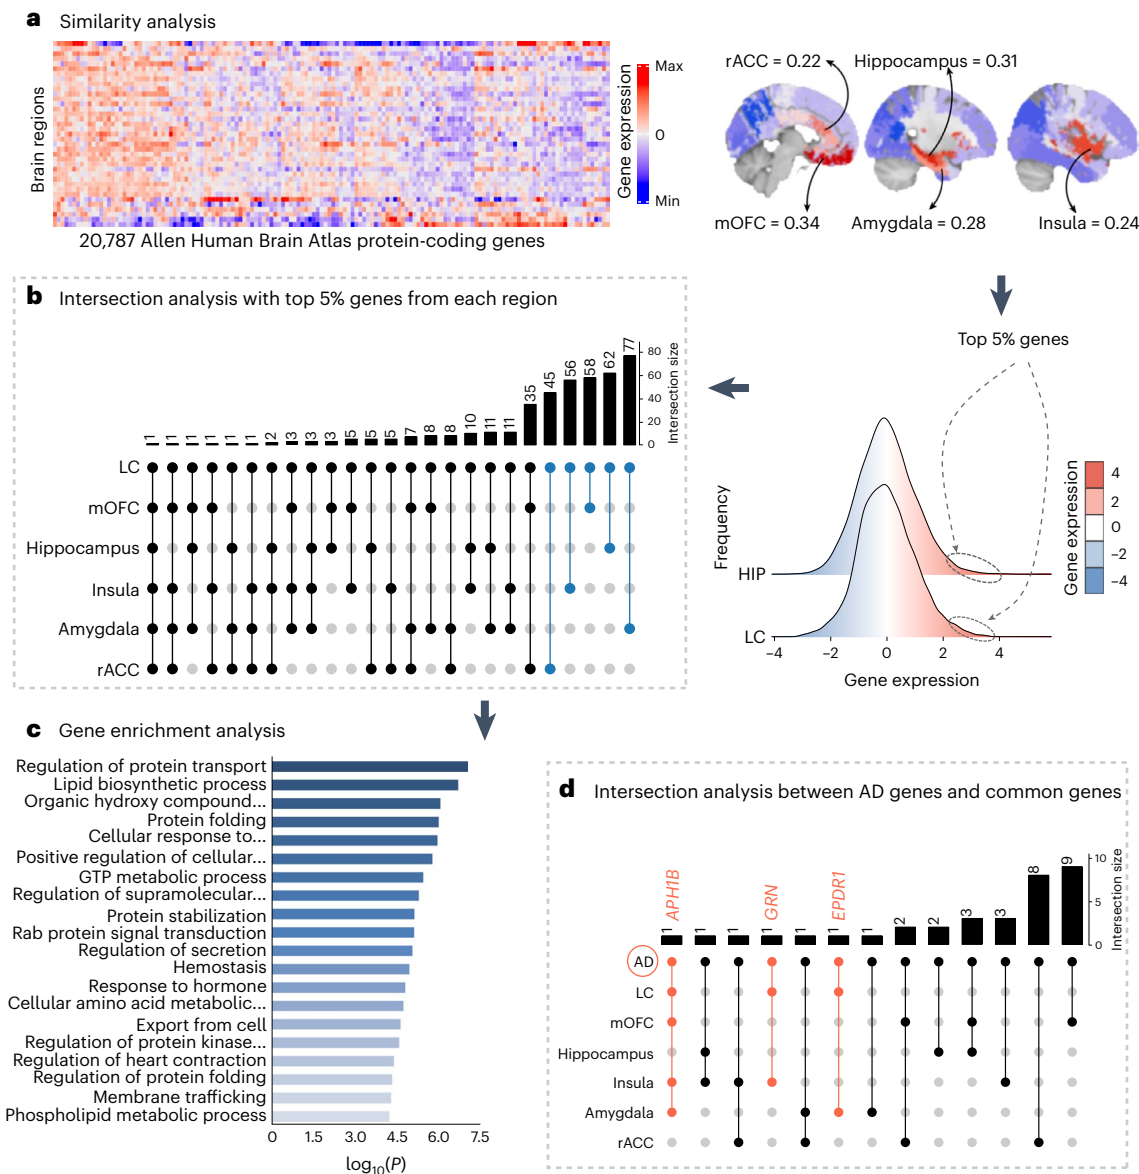 a Similarity analysis
Brain regions
20,787 Allen Human Brain Atlas protein-coding genes
Gene expression
Max
0
Min
rACC = 0.22
Hippocampus = 0.31
mOFC = 0.34
Amygdala = 0.28
Insula = 0.24
b Intersection analysis with top 5% genes from each region
1 1 1 1 1 1 2 3 3 3 5 5 5 7 8 8 10 11 11 35 45 56 58 62 77
80
60
40
20
0
Intersection size
LC
mOFC
Hippocampus
Insula
Amygdala
rACC
Top 5% genes
Frequency
HIP
LC
−4 −2 0 2 4
Gene expression
Gene expression
4
2
0
−2
−4
c Gene enrichment analysis
Regulation of protein transport
Lipid biosynthetic process
Organic hydroxy compound...
Protein folding
Cellular response to...
Positive regulation of cellular...
GTP metabolic process
Regulation of supramolecular...
Protein stabilization
Rab protein signal transduction
Regulation of secretion
Hemostasis
Response to hormone
Cellular amino acid metabolic...
Export from cell
Regulation of protein kinase...
Regulation of heart contraction
Regulation of protein folding
Membrane trafficking
Phospholipid metabolic process
0 1.5 3.0 4.5 6.0 7.5
log10(P)
d Intersection analysis between AD genes and common genes
APH1B
GRN
EPDR1
1 1 1 1 1 1 1 2 2 3 3 8 9
10
5
0
Intersection size
AD
LC
mOFC
Hippocampus
Insula
Amygdala
rACC